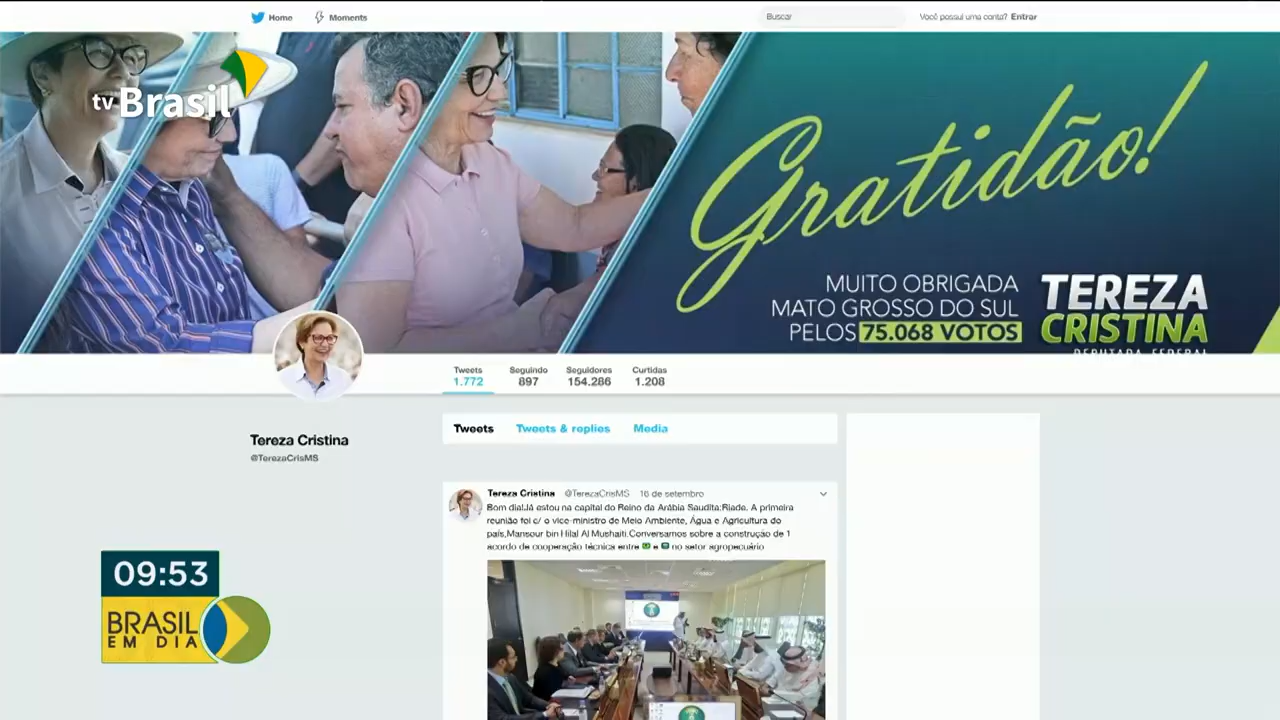 Home
Moments
Buscar
Você possui uma conta? Entrar
tv Brasil
Gratidão!
MUITO OBRIGADA
MATO GROSSO DO SUL
PELOS 75.068 VOTOS
TEREZA
CRISTINA
DEPUTADA FEDERAL
Tweets
1.772
Seguindo
897
Seguidores
154.286
Curtidas
1.208
Tereza Cristina
@TerezaCrisMS
Tweets
Tweets & replies
Media
Tereza Cristina @TerezaCrisMS 16 de setembro
Bom dia!Já estou na capital do Reino da Arábia Saudita:Riade. A primeira
reunião foi c/ o vice-ministro de Meio Ambiente, Água e Agricultura do
país,Mansour bin Hilal Al Mushaiti.Conversamos sobre a construção de 1
acordo de cooperação técnica entre 🇧🇷 e 🇸🇦 no setor agropecuário
09:53
BRASIL
EM DIA